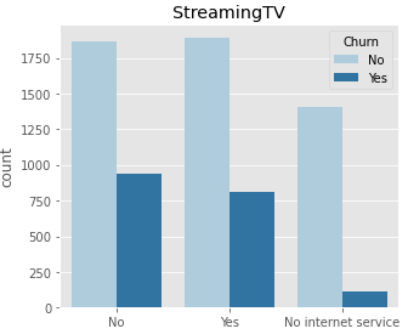 StreamingTV
Churn
No
Yes
count
1750
1500
1250
1000
750
500
250
0
No
Yes
No internet service